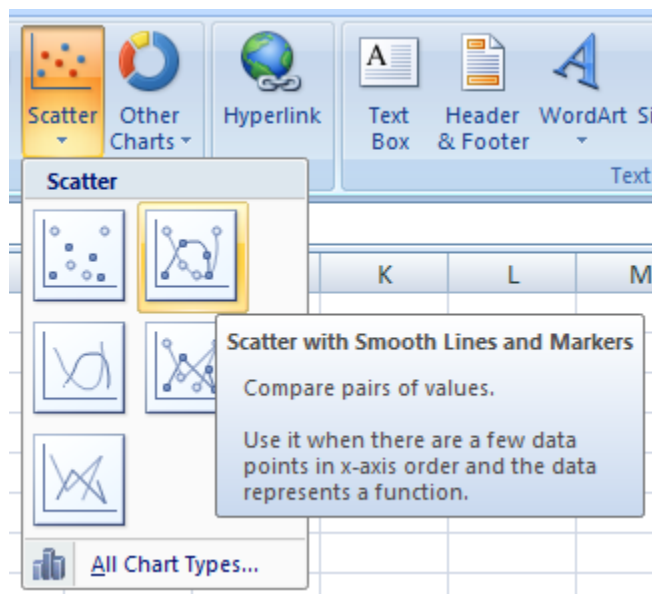 Scatter Other Charts Hyperlink Text Box Header & Footer WordArt Si
Text
Scatter
K L M
Scatter with Smooth Lines and Markers
Compare pairs of values.
Use it when there are a few data
points in x-axis order and the data
represents a function.
All Chart Types...